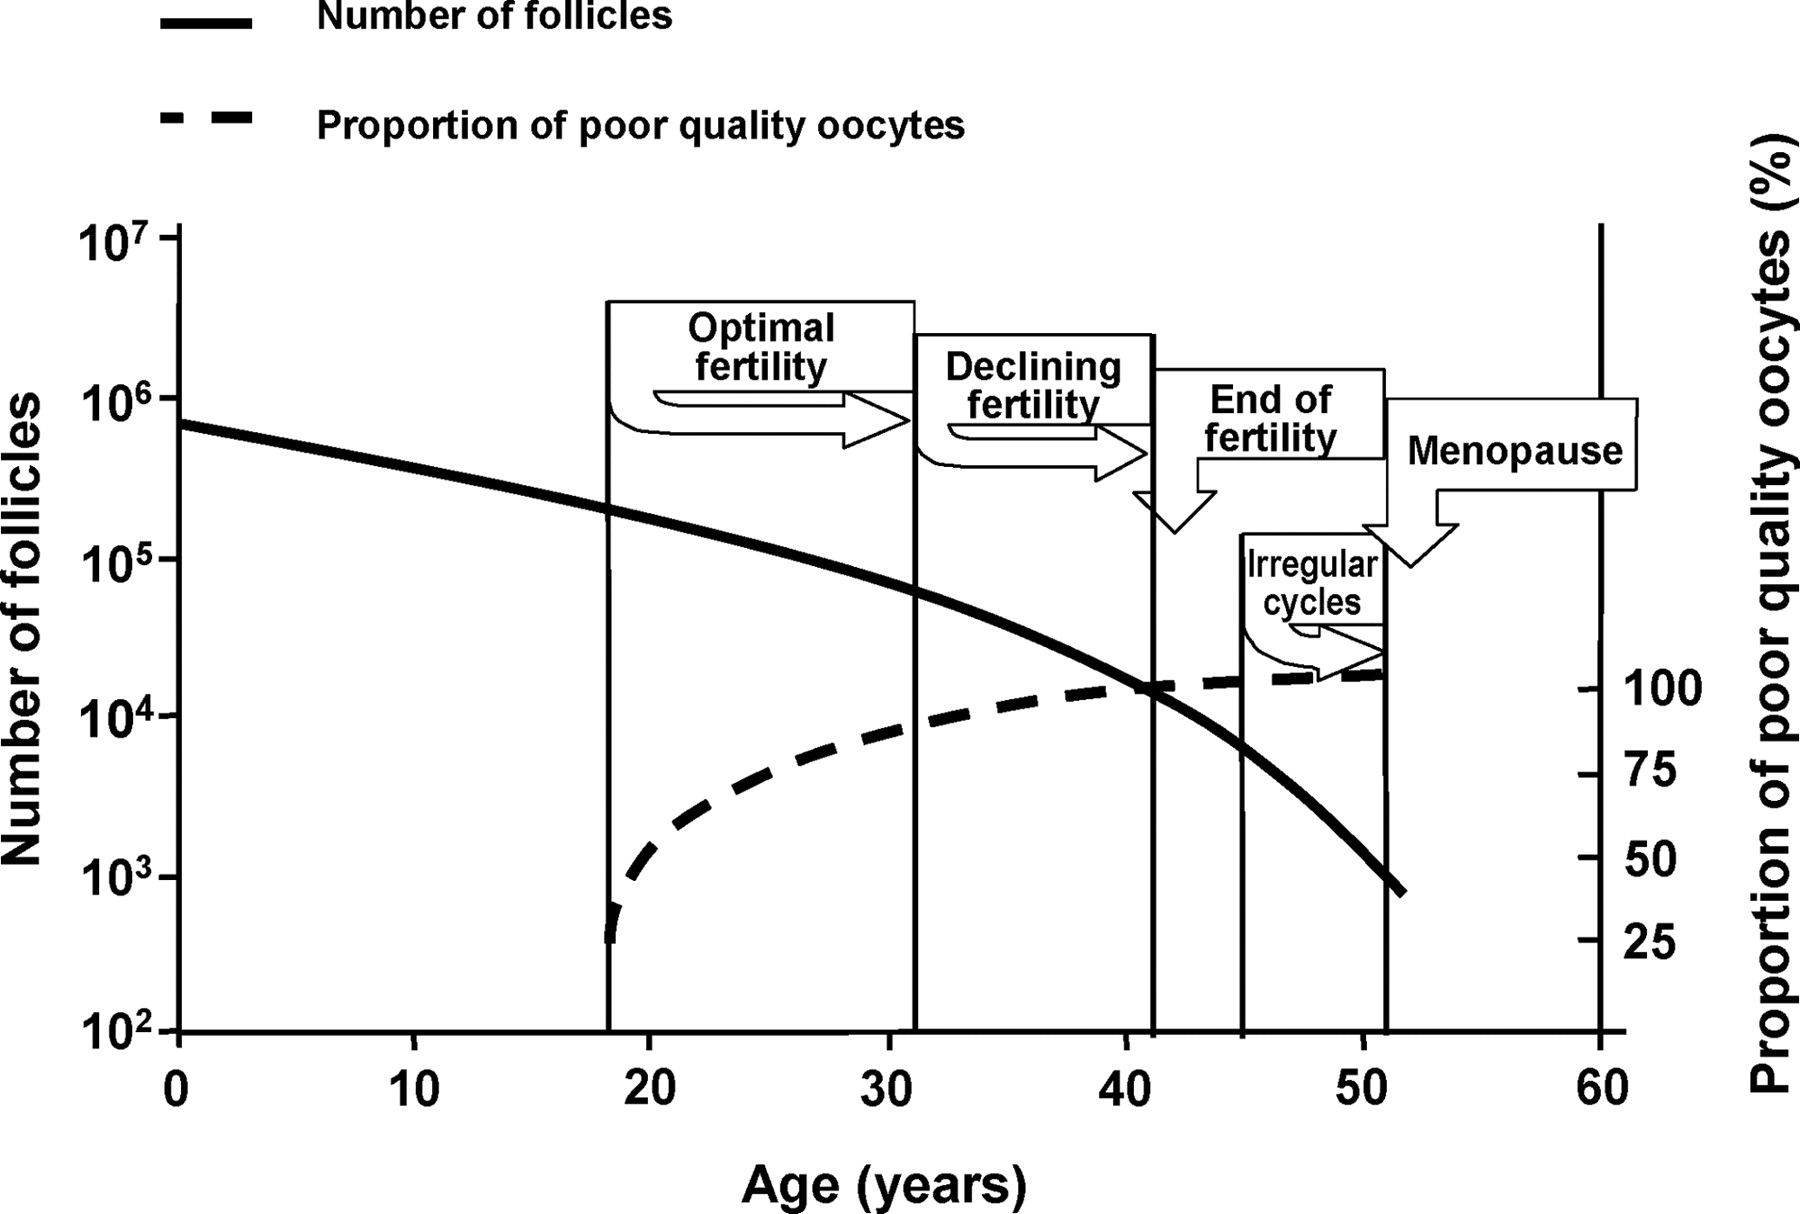 Number of follicles
Proportion of poor quality oocytes
10⁷
10⁶
10⁵
10⁴
10³
10²
Number of follicles
Optimal
fertility
Declining
fertility
End of
fertility
Menopause
Irregular
cycles
100
75
50
25
Proportion of poor quality oocytes (%)
0 10 20 30 40 50 60
Age (years)